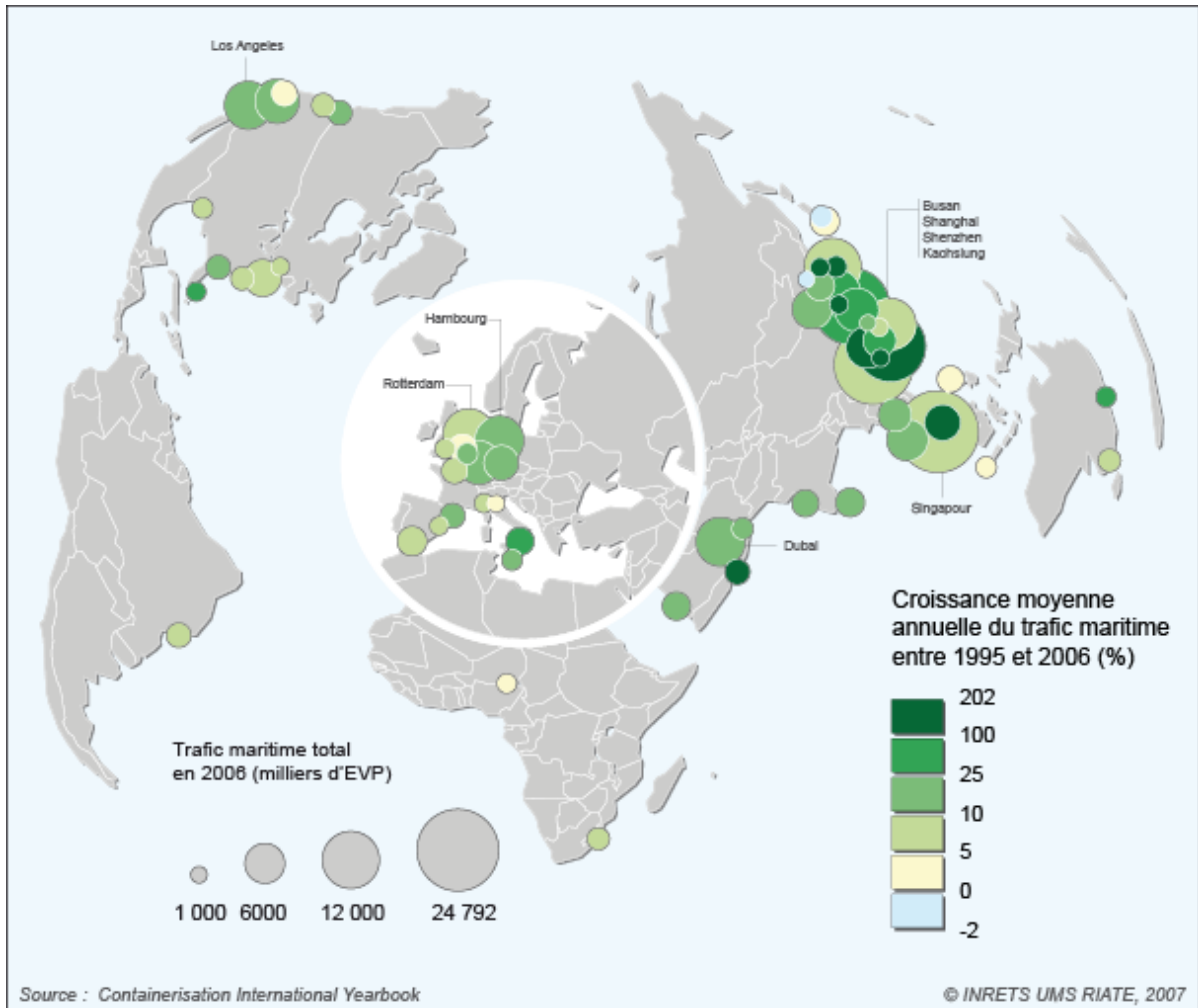 Los Angeles
Busan
Shanghai
Shenzhen
Kaohsiung
Hambourg
Rotterdam
Singapour
Dubaï
Croissance moyenne
annuelle du trafic maritime
entre 1995 et 2006 (%)
202
100
25
10
5
0
-2
Trafic maritime total
en 2006 (milliers d'EVP)
1 000 6000 12 000 24 792
Source : Containerisation International Yearbook
© INRETS UMS RIATE, 2007